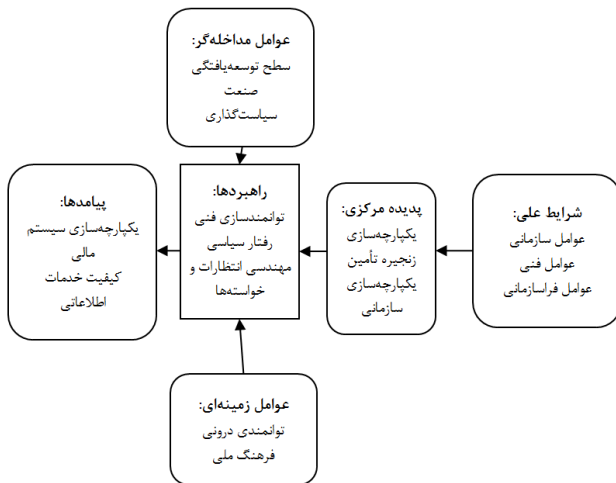 عوامل مداخله‌گر:
سطح توسعه‌یافتگی
صنعت
سیاست‌گذاری
شرایط علی:
عوامل سازمانی
عوامل فنی
عوامل فراسازمانی
پدیده مرکزی:
یکپارچه‌سازی
زنجیره تأمین
یکپارچه‌سازی
سازمانی
راهبردها:
توانمندسازی فنی
رفتار سیاسی
مهندسی انتظارات و
خواسته‌ها
پیامدها:
یکپارچه‌سازی سیستم
مالی
کیفیت خدمات
اطلاعاتی
عوامل زمینه‌ای:
توانمندی درونی
فرهنگ ملی